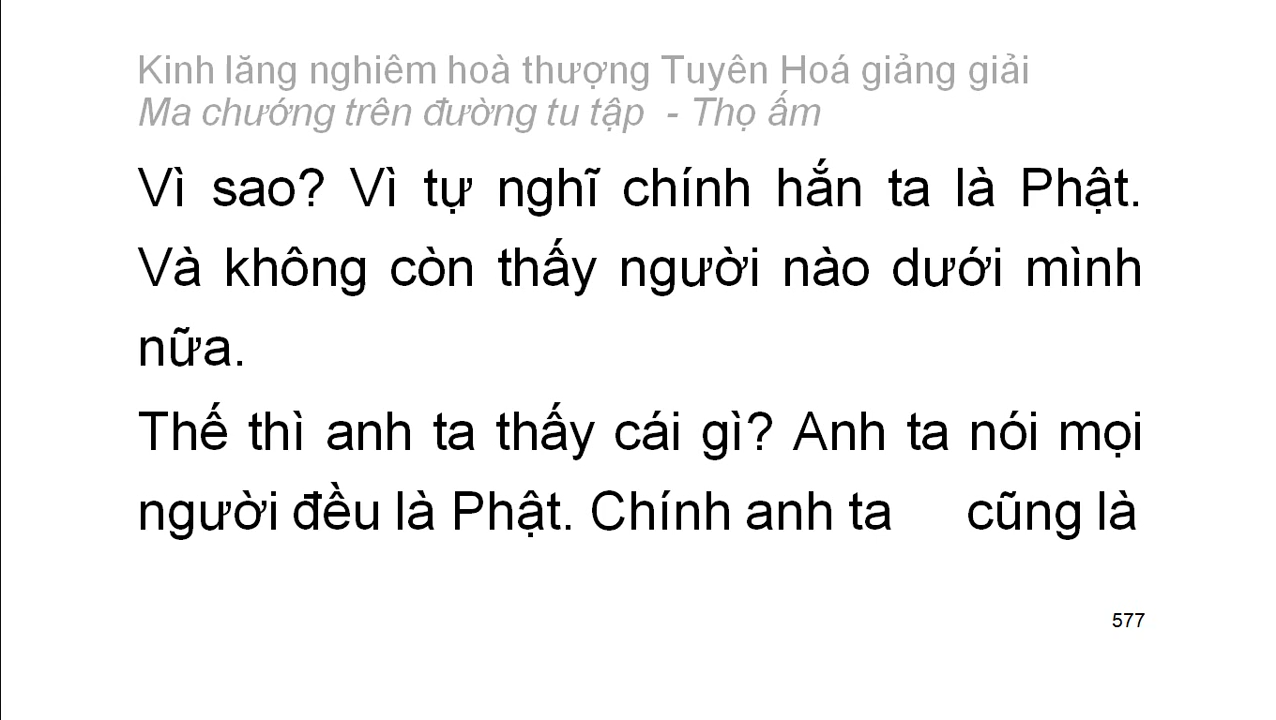 Kinh lăng nghiêm hoà thượng Tuyên Hoá giảng giải
Ma chướng trên đường tu tập - Thọ ấm
Vì sao? Vì tự nghĩ chính hắn ta là Phật.
Và không còn thấy người nào dưới mình
nữa.
Thế thì anh ta thấy cái gì? Anh ta nói mọi
người đều là Phật. Chính anh ta cũng là
577